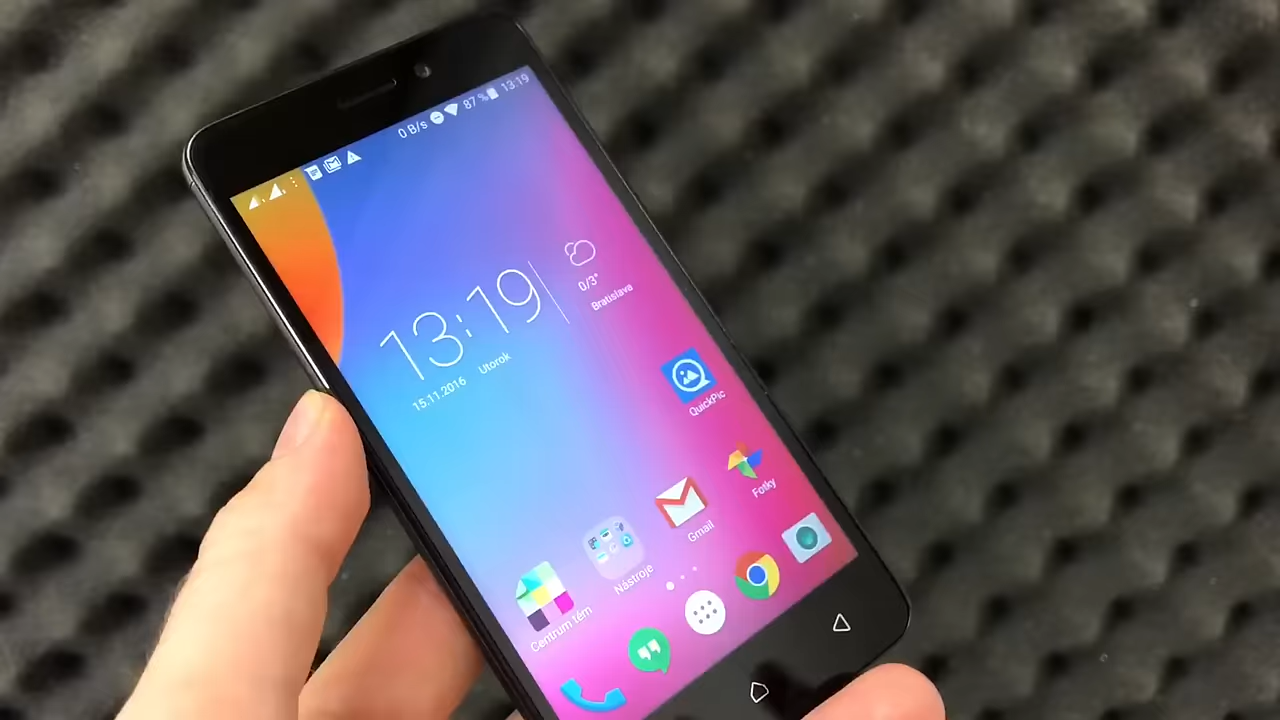 0 B/s 87 % 13:19
13:19
15.11.2016 Utorok
0/3°
Bratislava
QuickPic
Fotky
Gmail
Nástroje
Centrum tém